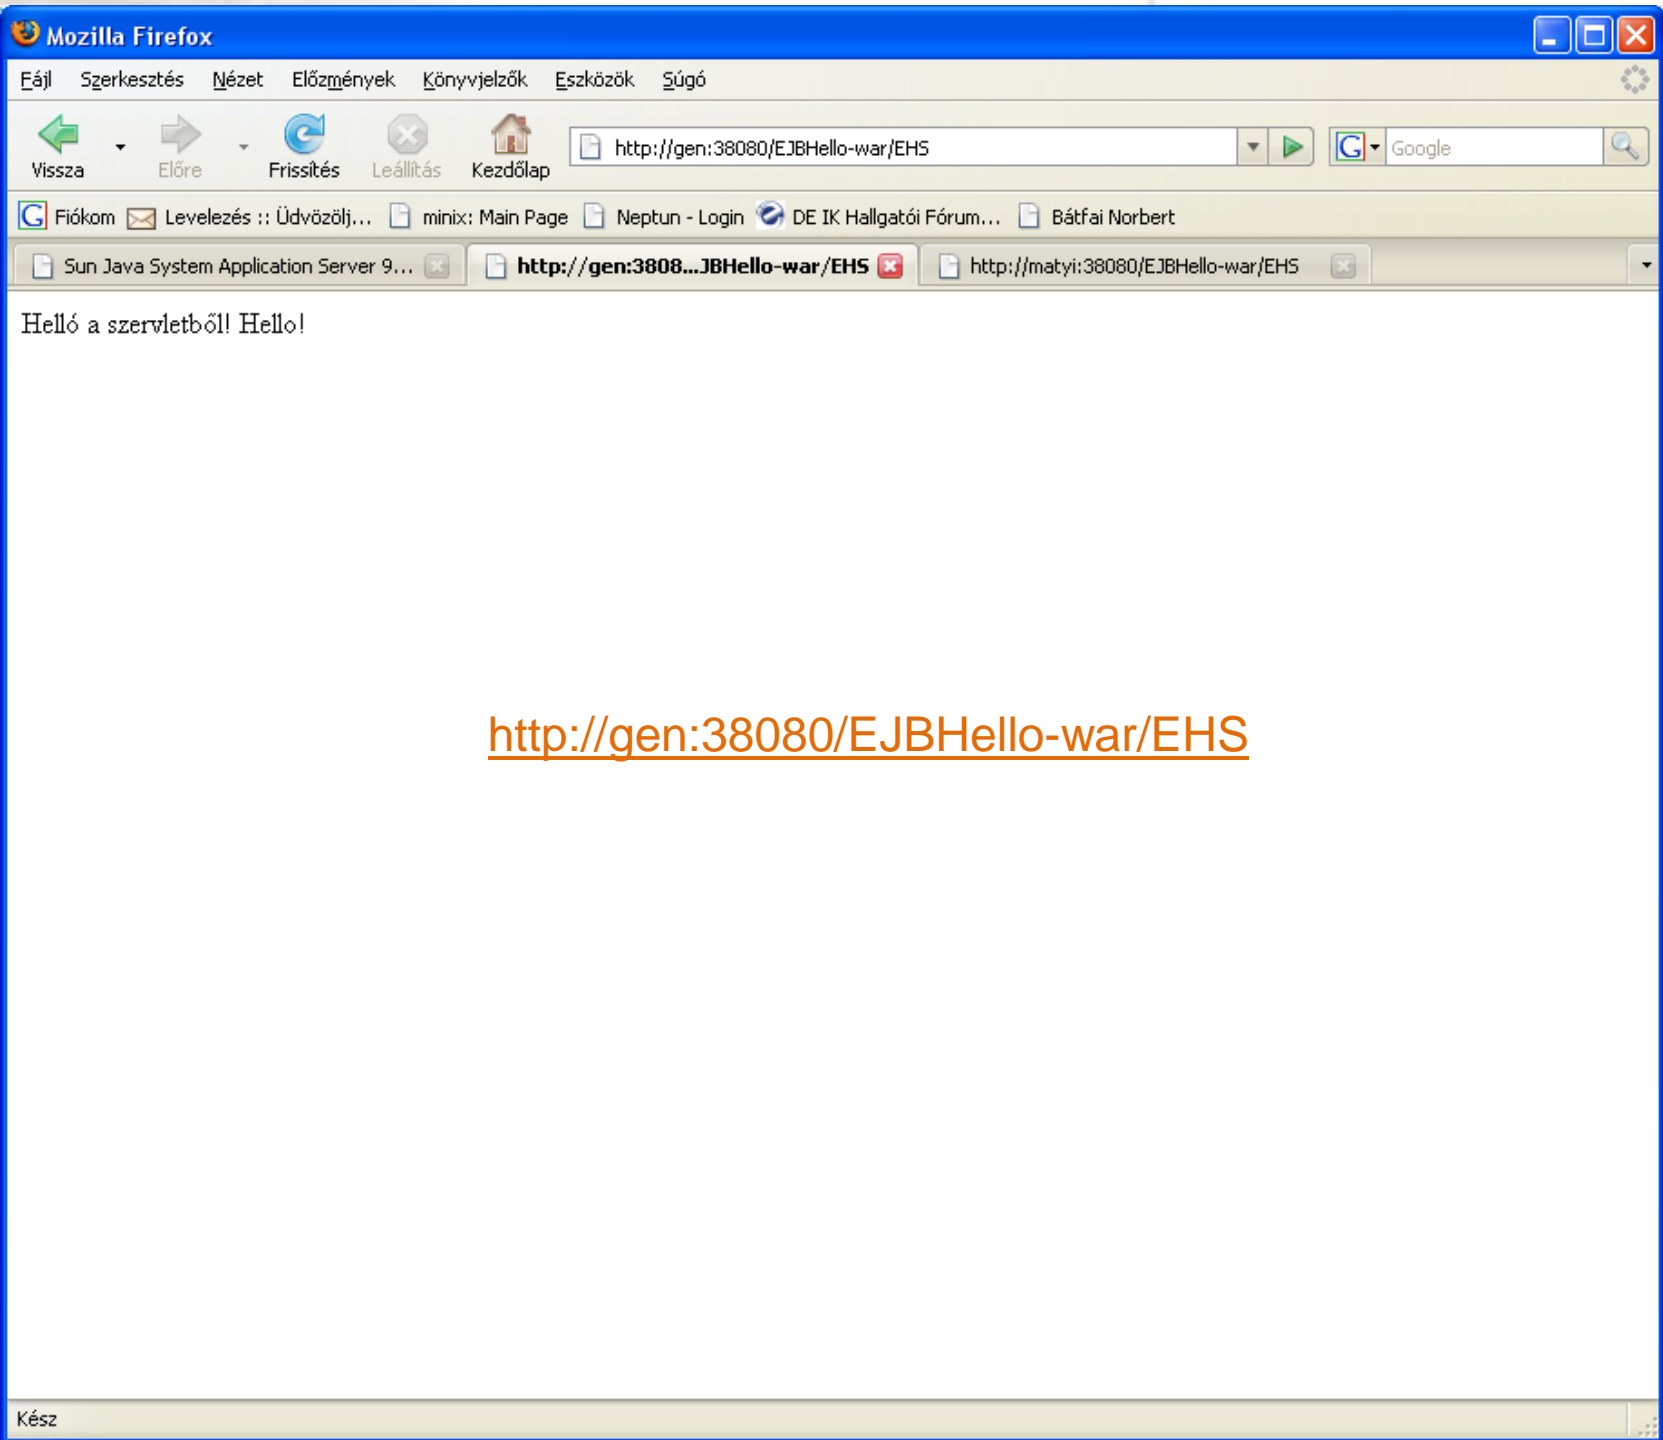 Mozilla Firefox
Fájl Szerkesztés Nézet Előzmények Könyvjelzők Eszközök Súgó
Vissza Előre Frissítés Leállítás Kezdőlap http://gen:38080/EJBHello-war/EHS G Google
G Fiókom Levelezés :: Üdvözölj... minix: Main Page Neptun - Login DE IK Hallgatói Fórum... Bátfai Norbert
Sun Java System Application Server 9... http://gen:3808...JBHello-war/EHS http://matyi:38080/EJBHello-war/EHS
Helló a szervletből! Hello!
http://gen:38080/EJBHello-war/EHS
Kész